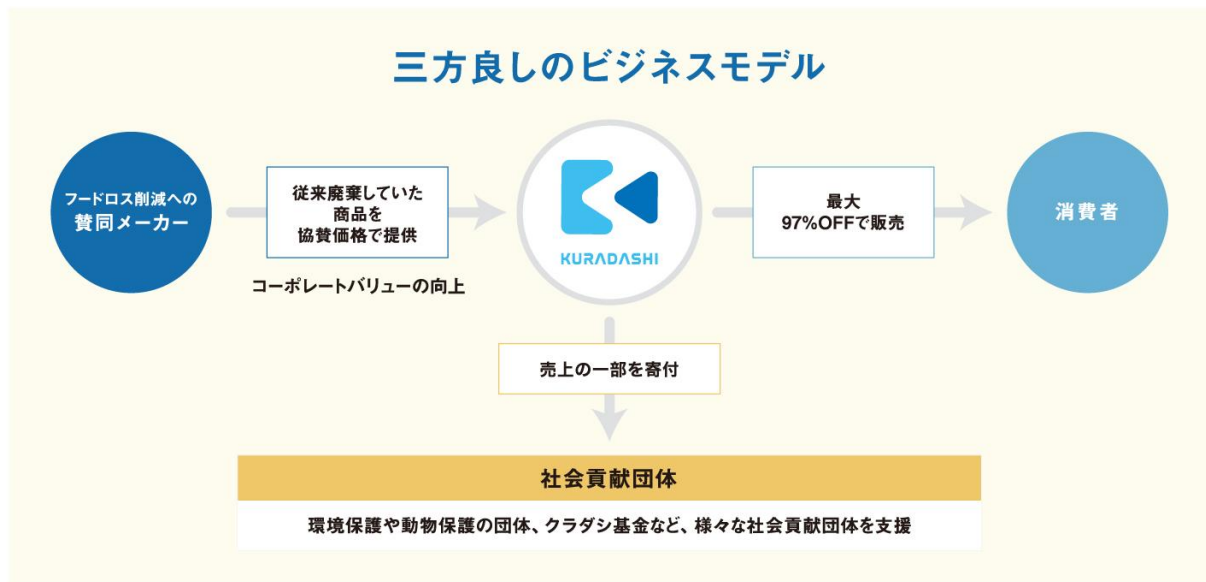 三方良しのビジネスモデル
フードロス削減への
賛同メーカー
従来廃棄していた
商品を
協賛価格で提供
コーポレートバリューの向上
KURADASHI
最大
97%OFFで販売
消費者
売上の一部を寄付
社会貢献団体
環境保護や動物保護の団体、クラダシ基金など、様々な社会貢献団体を支援